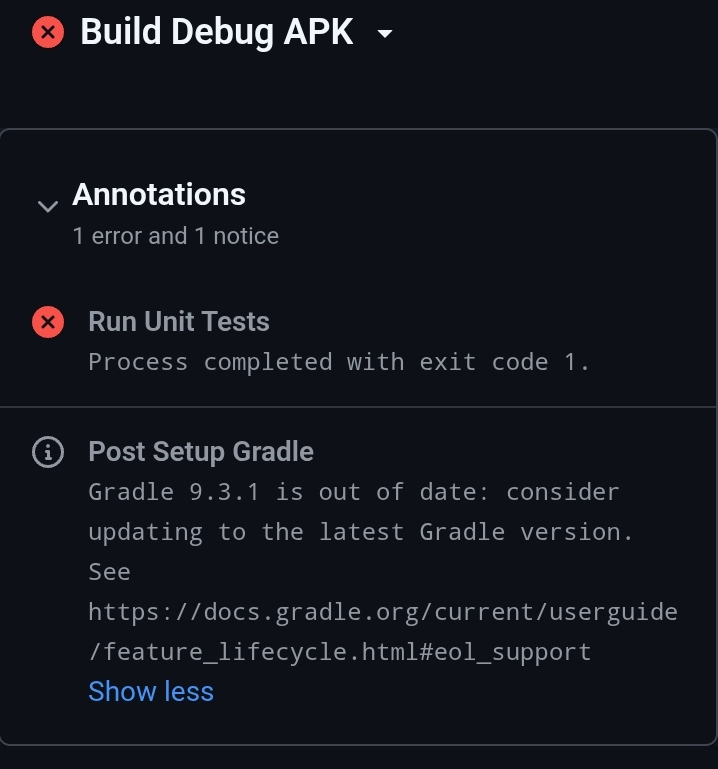 Build Debug APK
Annotations
1 error and 1 notice
Run Unit Tests
Process completed with exit code 1.
Post Setup Gradle
Gradle 9.3.1 is out of date: consider
updating to the latest Gradle version.
See
https://docs.gradle.org/current/userguide
/feature_lifecycle.html#eol_support
Show less